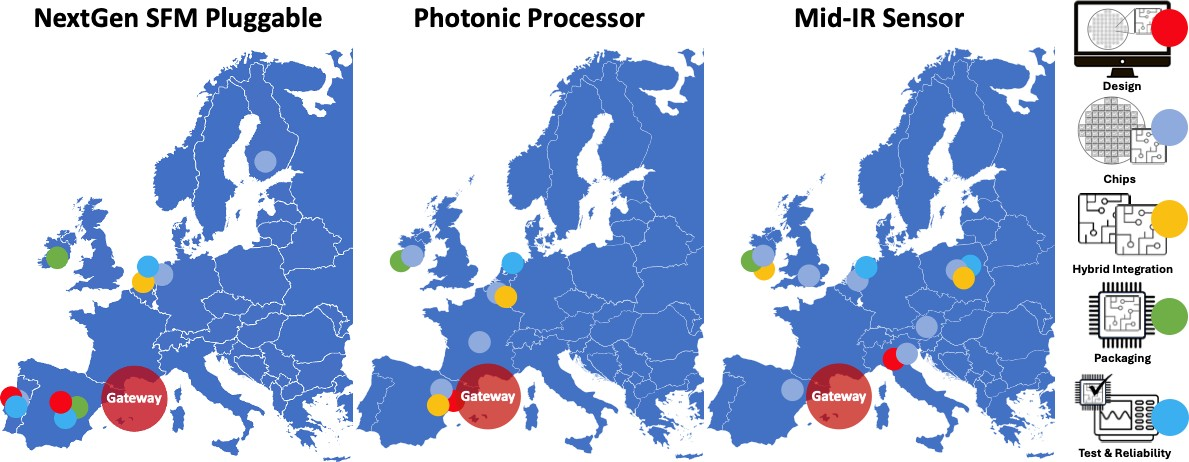 NextGen SFM Pluggable
Photonic Processor
Mid-IR Sensor
Design
Chips
Hybrid Integration
Packaging
Test & Reliability
Gateway
Gateway
Gateway